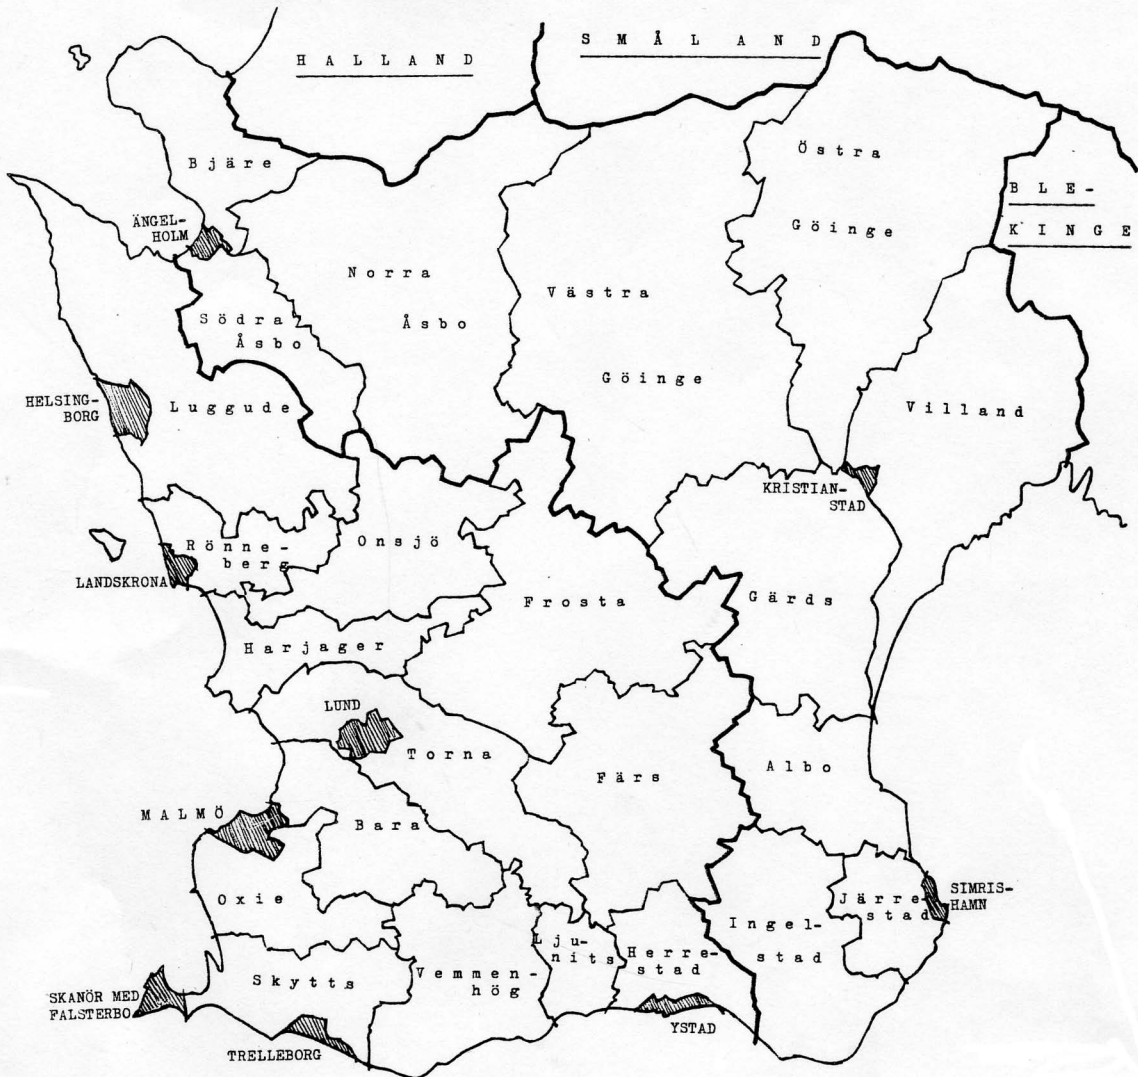 HALLAND
SMÅLAND
Östra
Göinge
BLE-
KINGE
Bjäre
ÄNGEL-
HOLM
Norra
Åsbo
Västra
Göinge
Södra
Åsbo
HELSING-
BORG
Luggude
Villand
KRISTIAN-
STAD
Rönne-
berg
Onsjö
LANDSKRONA
Frosta
Gärds
Harjager
LUND
Torna
Färs
Albo
MALMÖ
Bara
Oxie
Järre-
stad
SIMRIS-
HAMN
Ingel-
stad
Lju-
nits
Herre-
stad
Vemmen-
hög
Skytts
SKANÖR MED
FALSTERBO
TRELLEBORG
YSTAD